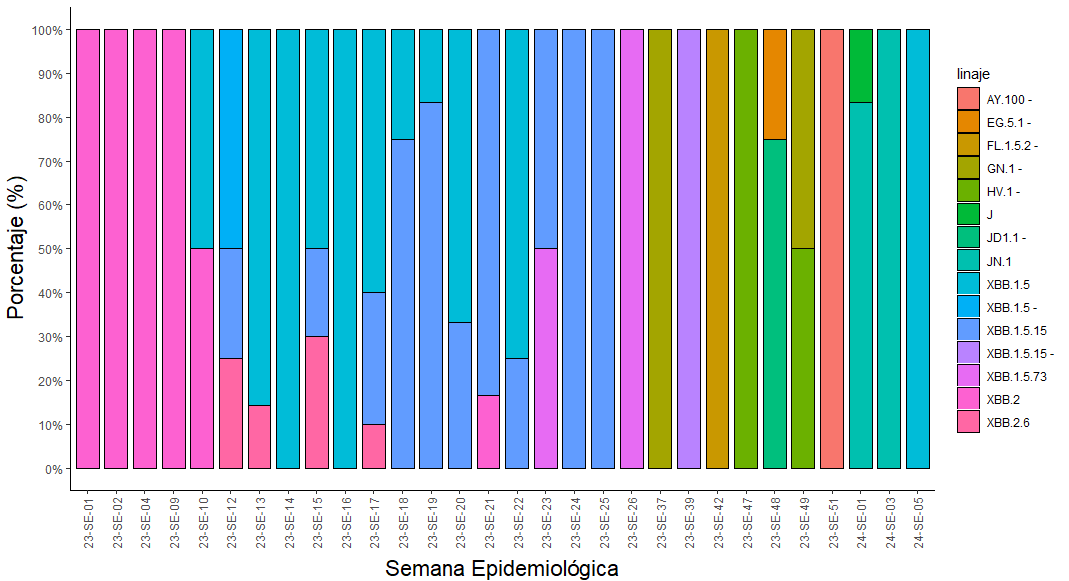 100%
90%
80%
70%
60%
50%
40%
30%
20%
10%
0%
Porcentaje (%)
23-SE-01
23-SE-02
23-SE-04
23-SE-09
23-SE-10
23-SE-12
23-SE-13
23-SE-14
23-SE-15
23-SE-16
23-SE-17
23-SE-18
23-SE-19
23-SE-20
23-SE-21
23-SE-22
23-SE-23
23-SE-24
23-SE-25
23-SE-26
23-SE-37
23-SE-39
23-SE-42
23-SE-47
23-SE-48
23-SE-49
23-SE-51
24-SE-01
24-SE-03
24-SE-05
Semana Epidemiológica
linaje
AY.100 -
EG.5.1 -
FL.1.5.2 -
GN.1 -
HV.1 -
J
JD1.1 -
JN.1
XBB.1.5
XBB.1.5 -
XBB.1.5.15
XBB.1.5.15 -
XBB.1.5.73
XBB.2
XBB.2.6